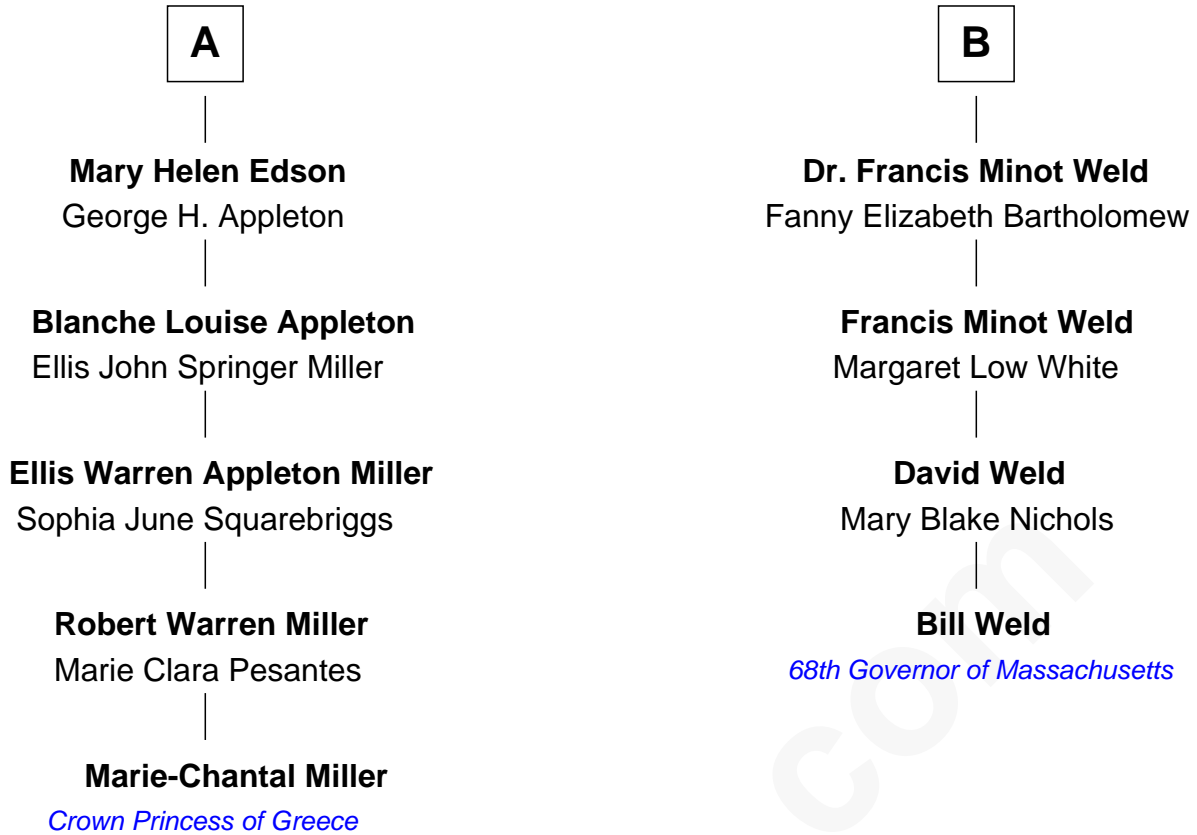 A
Mary Helen Edson
George H. Appleton
Blanche Louise Appleton
Ellis John Springer Miller
Ellis Warren Appleton Miller
Sophia June Squarebriggs
Robert Warren Miller
Marie Clara Pesantes
Marie-Chantal Miller
Crown Princess of Greece
B
Dr. Francis Minot Weld
Fanny Elizabeth Bartholomew
Francis Minot Weld
Margaret Low White
David Weld
Mary Blake Nichols
Bill Weld
68th Governor of Massachusetts
com